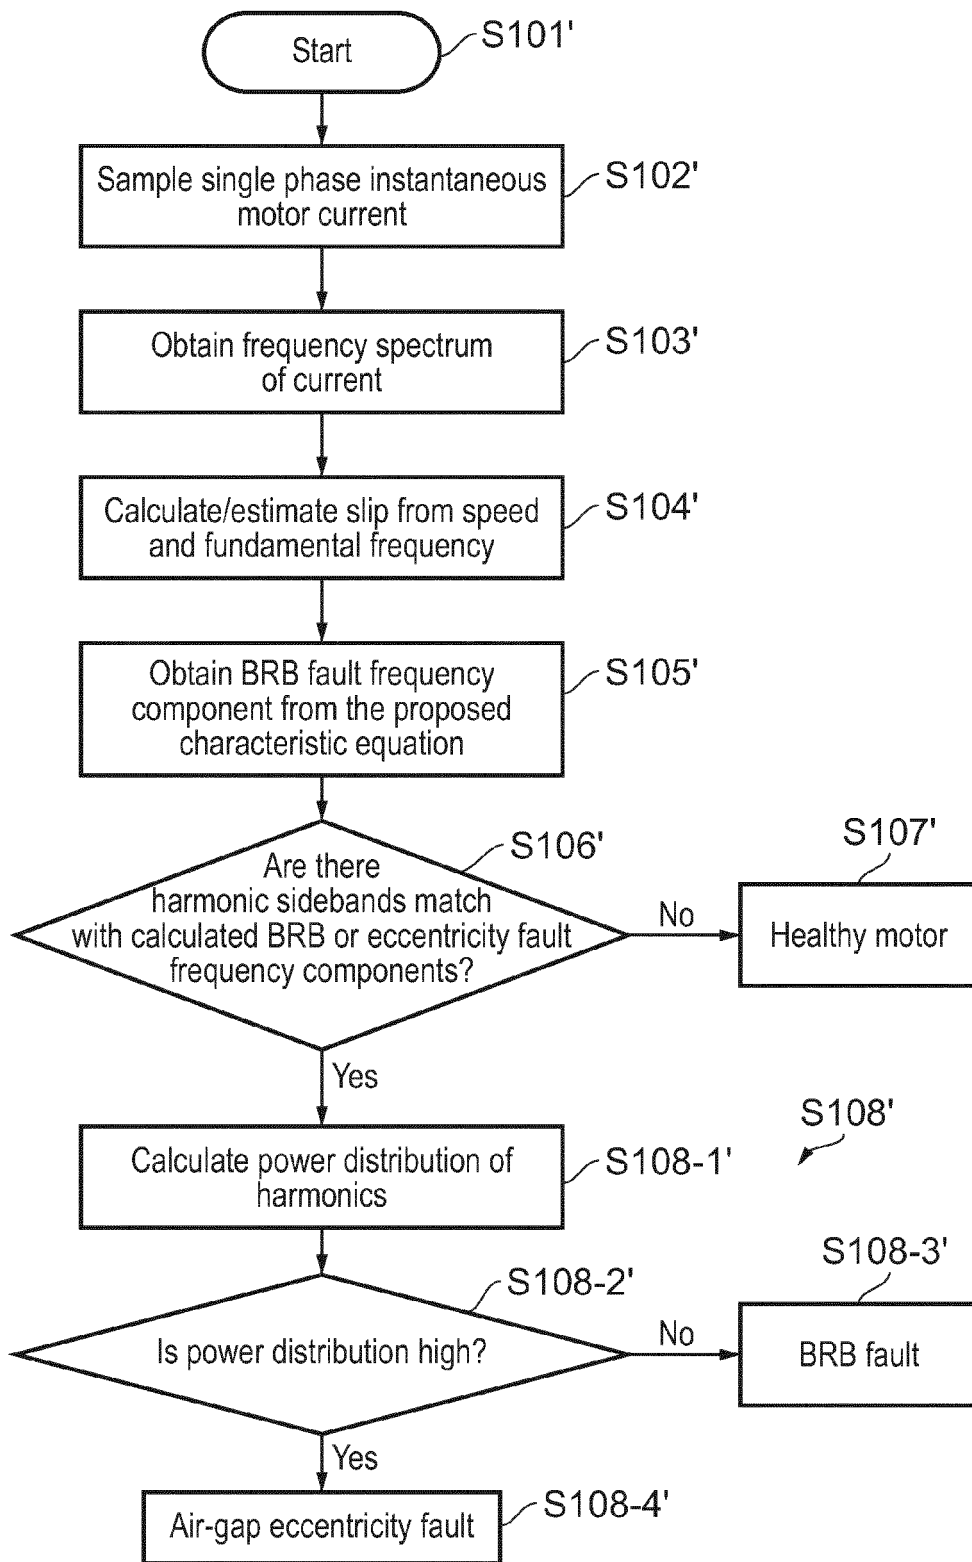 Start
S101'
Sample single phase instantaneous
motor current
S102'
Obtain frequency spectrum
of current
S103'
Calculate/estimate slip from speed
and fundamental frequency
S104'
Obtain BRB fault frequency
component from the proposed
characteristic equation
S105'
Are there
harmonic sidebands match
with calculated BRB or eccentricity fault
frequency components?
S106'
No
S107'
Healthy motor
Yes
S108'
Calculate power distribution of
harmonics
S108-1'
Is power distribution high?
S108-2'
No
S108-3'
BRB fault
Yes
Air-gap eccentricity fault
S108-4'